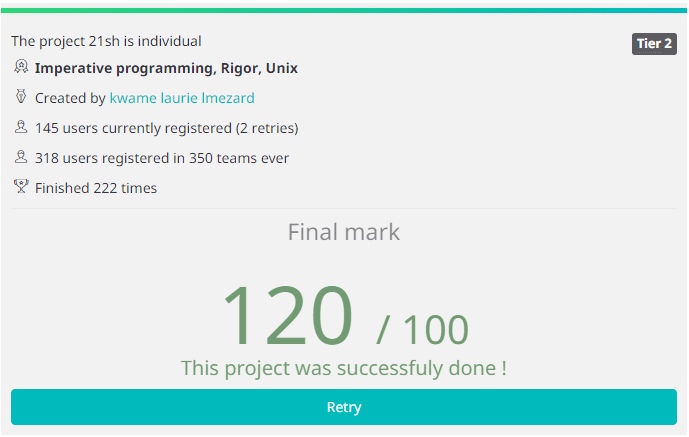 The project 21sh is individual
Tier 2
Imperative programming, Rigor, Unix
Created by kwame laurie lmezard
145 users currently registered (2 retries)
318 users registered in 350 teams ever
Finished 222 times
Final mark
120 / 100
This project was successfuly done !
Retry